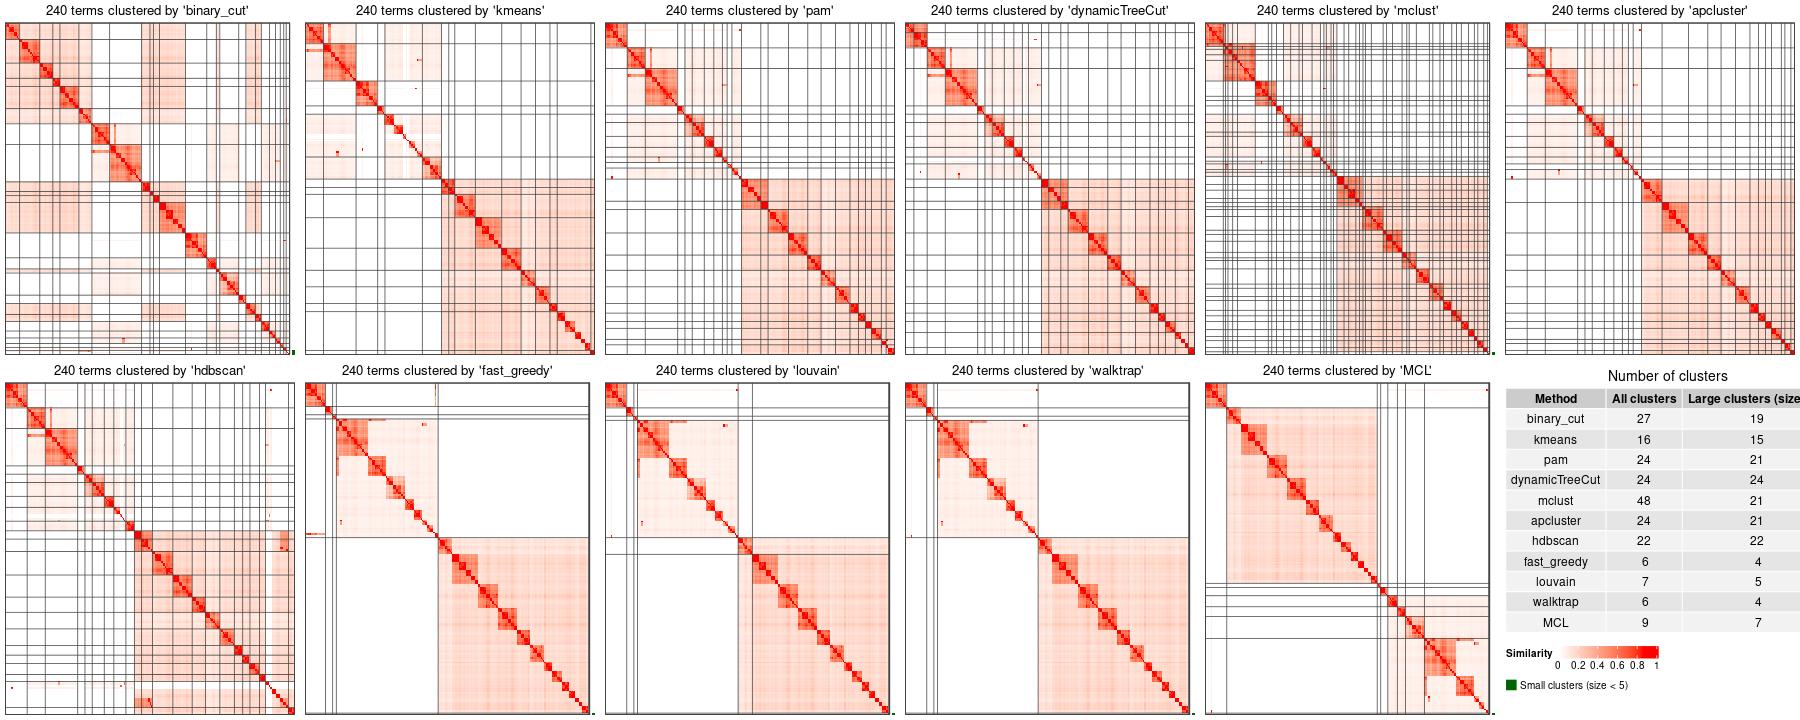 240 terms clustered by 'binary_cut'
240 terms clustered by 'kmeans'
240 terms clustered by 'pam'
240 terms clustered by 'dynamicTreeCut'
240 terms clustered by 'mclust'
240 terms clustered by 'apcluster'
240 terms clustered by 'hdbscan'
240 terms clustered by 'fast_greedy'
240 terms clustered by 'louvain'
240 terms clustered by 'walktrap'
240 terms clustered by 'MCL'
Number of clusters
Method All clusters Large clusters (size
binary_cut 27 19
kmeans 16 15
pam 24 21
dynamicTreeCut 24 24
mclust 48 21
apcluster 24 21
hdbscan 22 22
fast_greedy 6 4
louvain 7 5
walktrap 6 4
MCL 9 7
Similarity
0 0.2 0.4 0.6 0.8 1
Small clusters (size < 5)